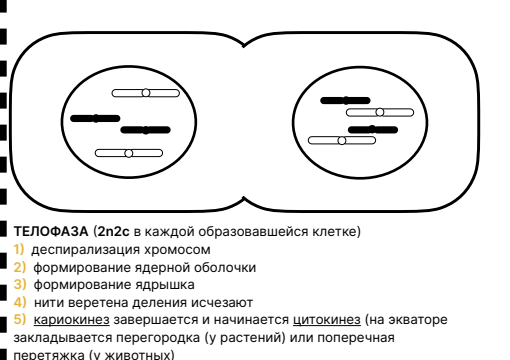 ТЕЛОФАЗА (2n2c в каждой образовавшейся клетке)
1) деспирализация хромосом
2) формирование ядерной оболочки
3) формирование ядрышка
4) нити веретена деления исчезают
5) кариокинез завершается и начинается цитокинез (на экваторе
закладывается перегородка (у растений) или поперечная
перетяжка (у животных)